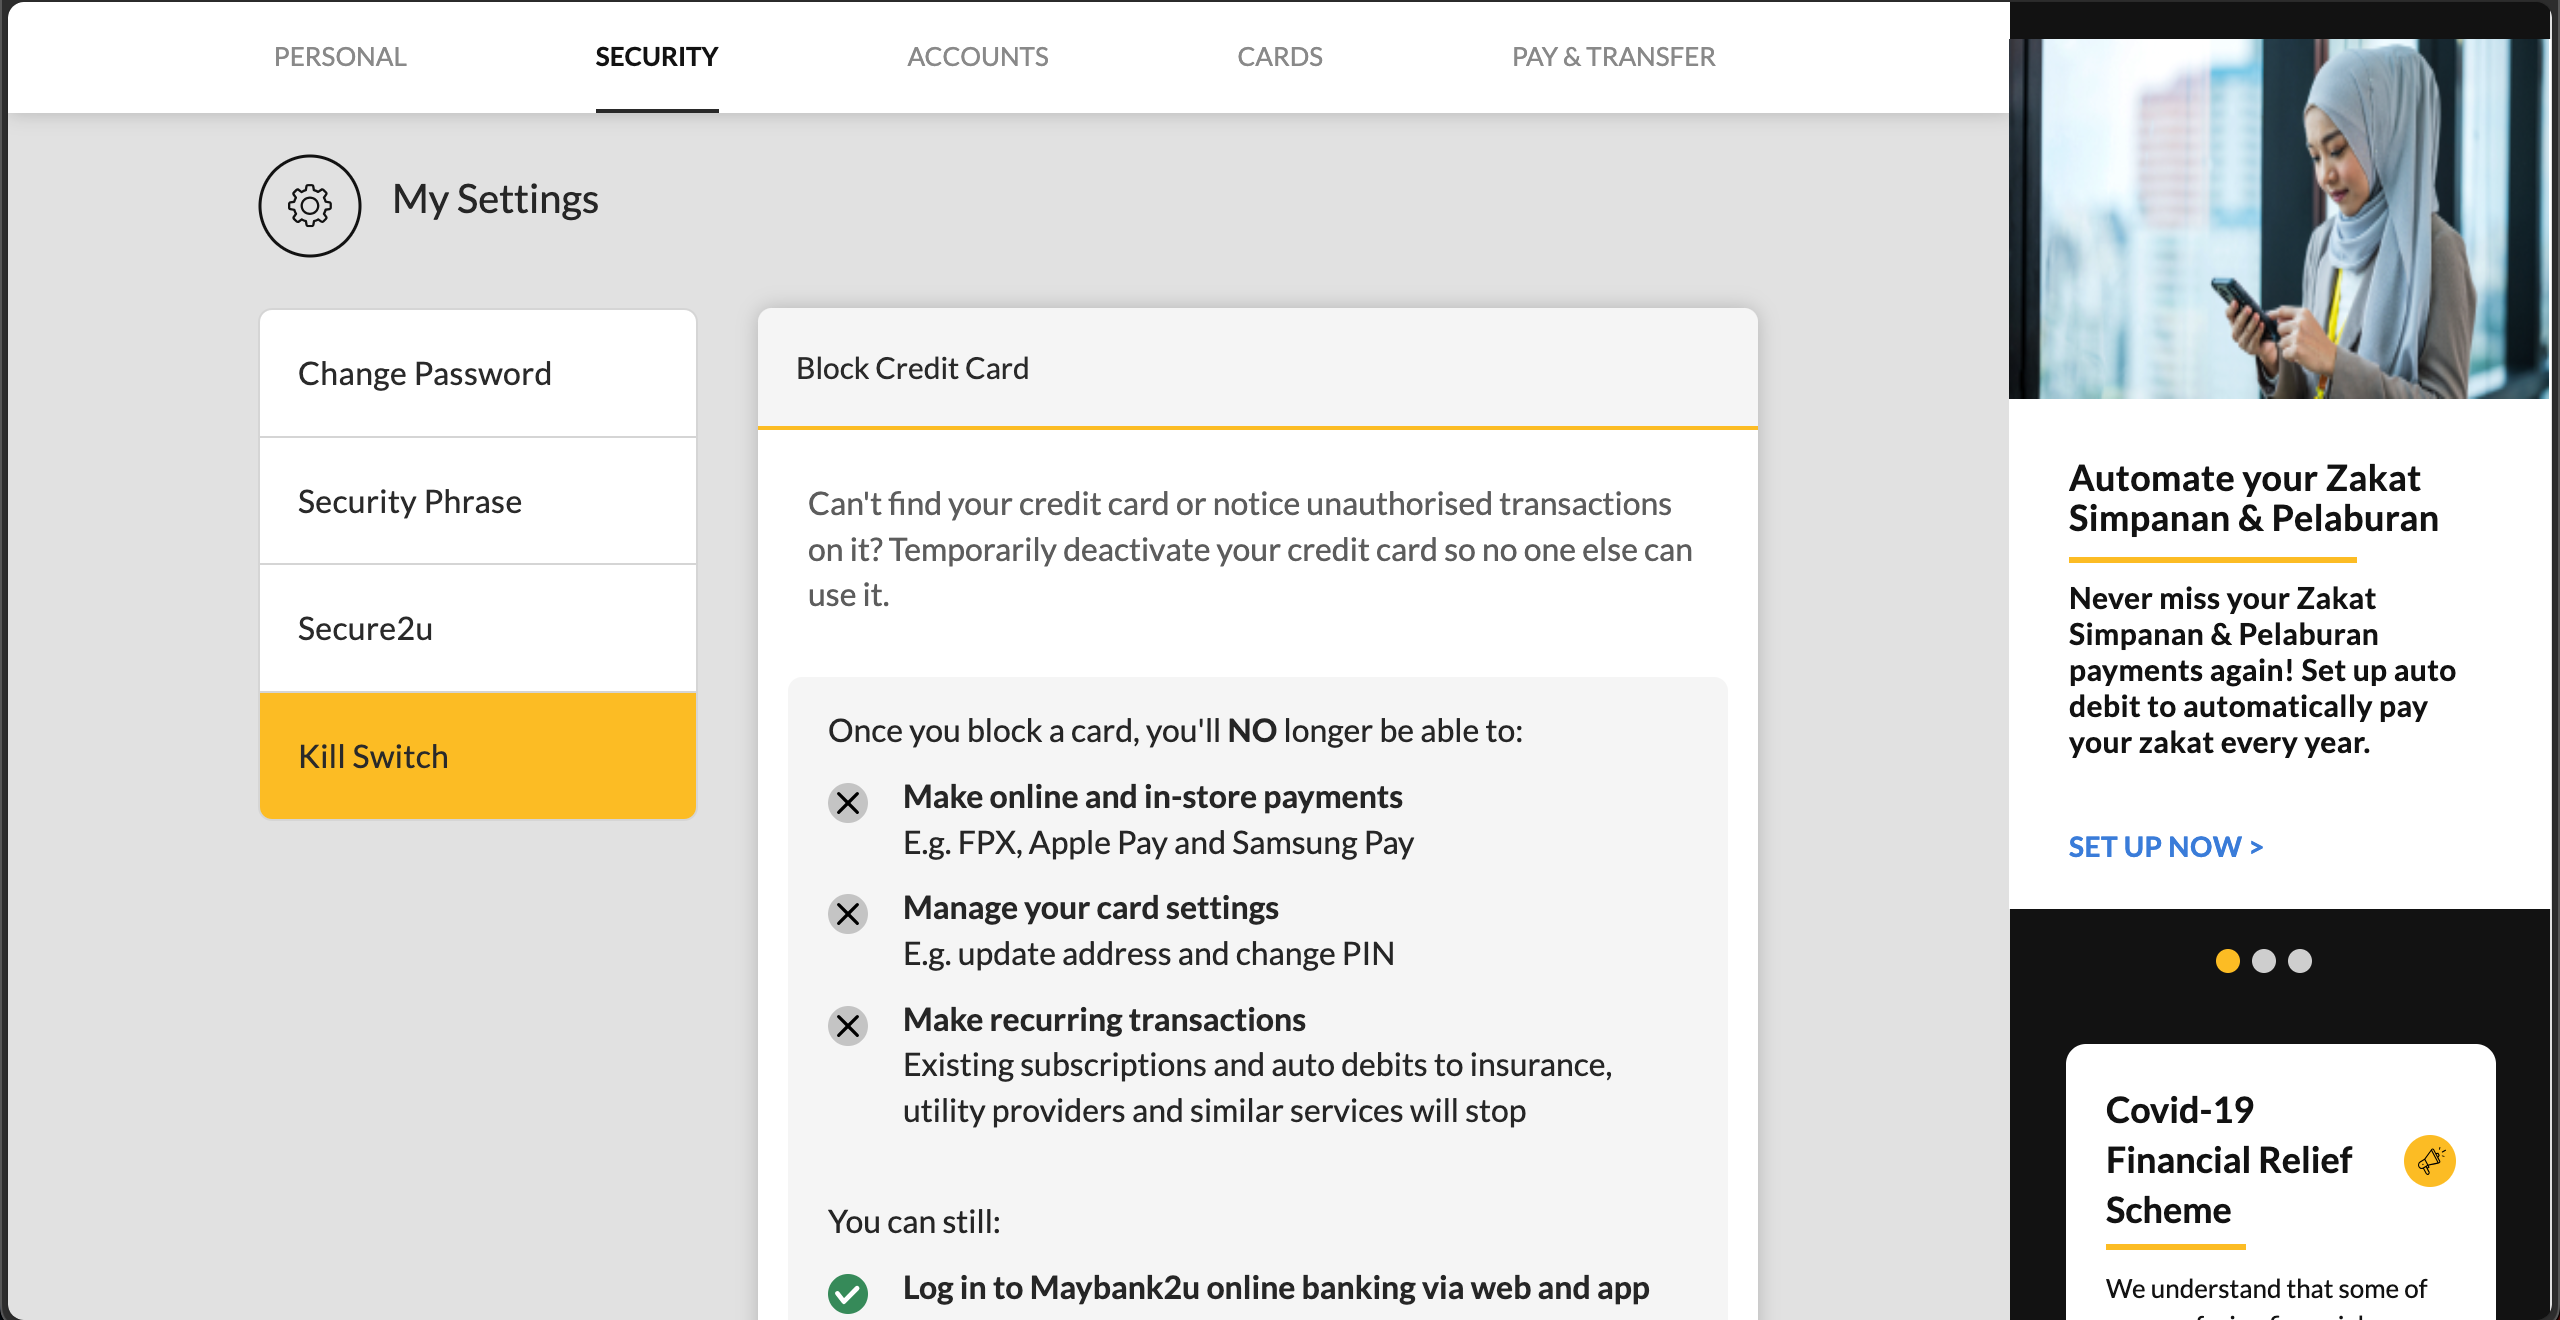 PERSONAL
SECURITY
ACCOUNTS
CARDS
PAY & TRANSFER
My Settings
Change Password
Security Phrase
Secure2u
Kill Switch
Block Credit Card
Can't find your credit card or notice unauthorised transactions
on it? Temporarily deactivate your credit card so no one else can
use it.
Once you block a card, you'll NO longer be able to:
Make online and in-store payments
E.g. FPX, Apple Pay and Samsung Pay
Manage your card settings
E.g. update address and change PIN
Make recurring transactions
Existing subscriptions and auto debits to insurance,
utility providers and similar services will stop
You can still:
Log in to Maybank2u online banking via web and app
Automate your Zakat
Simpanan & Pelaburan
Never miss your Zakat
Simpanan & Pelaburan
payments again! Set up auto
debit to automatically pay
your zakat every year.
SET UP NOW >
Covid-19
Financial Relief
Scheme
We understand that some of